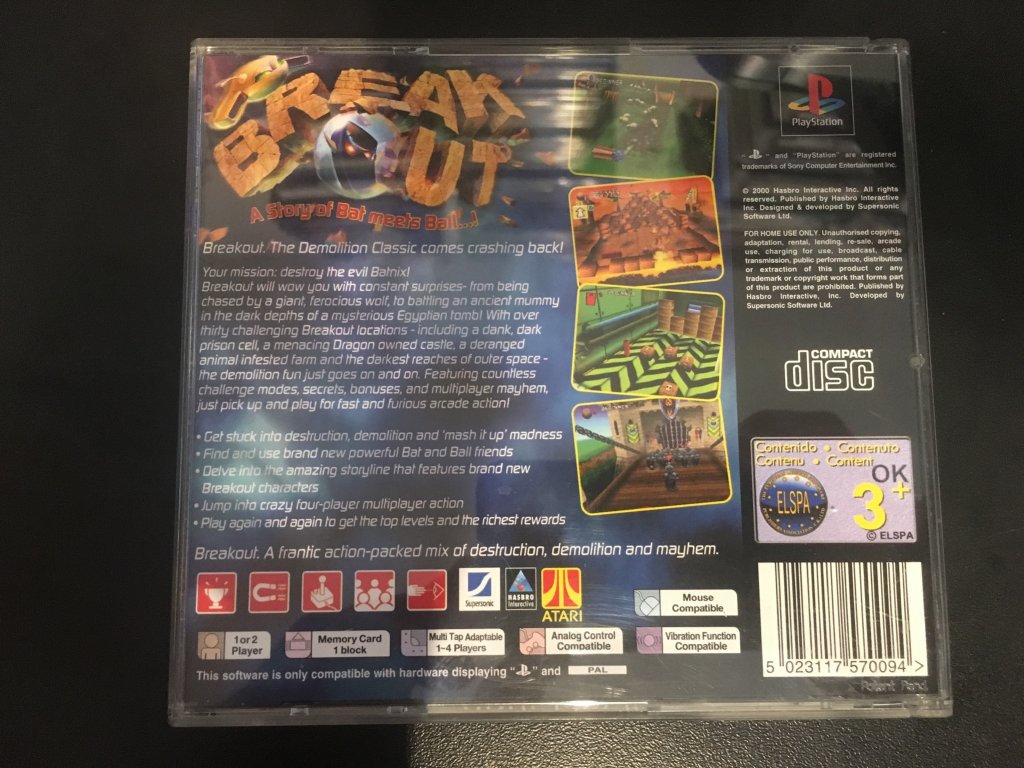 BREAK
OUT
A Story of Bat meets Ball...!
Breakout. The Demolition Classic comes crashing back!
Your mission: destroy the evil Batnix!
Breakout will wow you with constant surprises- from being
chased by a giant, ferocious wolf, to battling an ancient mummy
in the dark depths of a mysterious Egyptian tomb! With over
thirty challenging Breakout locations - including a dank, dark
prison cell, a menacing Dragon owned castle, a deranged
animal infested farm and the darkest reaches of outer space -
the demolition fun just goes on and on. Featuring countless
challenge modes, secrets, bonuses, and multiplayer mayhem,
just pick up and play for fast and furious arcade action!
• Get stuck into destruction, demolition and 'mash it up' madness
• Find and use brand new powerful Bat and Ball friends
• Delve into the amazing storyline that features brand new
Breakout characters
• Jump into crazy four-player multiplayer action
• Play again and again to get the top levels and the richest rewards
Breakout. A frantic action-packed mix of destruction, demolition and mayhem.
Supersonic
HASBRO
Interactive
ATARI
Mouse
Compatible
1 or 2
Player
Memory Card
1 block
Multi Tap Adaptable
1~4 Players
Analog Control
Compatible
Vibration Function
Compatible
This software is only compatible with hardware displaying " " and PAL
PlayStation
" " and "PlayStation" are registered
trademarks of Sony Computer Entertainment Inc.
© 2000 Hasbro Interactive Inc. All rights
reserved. Published by Hasbro Interactive
Inc. Designed & developed by Supersonic
Software Ltd.
FOR HOME USE ONLY. Unauthorised copying,
adaptation, rental, lending, re-sale, arcade
use, charging for use, broadcast, cable
transmission, public performance, distribution
or extraction of this product or any
trademark or copyright work that forms part
of this product are prohibited. Published by
Hasbro Interactive, Inc. Developed by
Supersonic Software Ltd.
COMPACT
disc
Contenido • Contenuto
Contenu • Content
OK
3+
ELSPA
© ELSPA
5 023117 570094 >
Patent Pend.